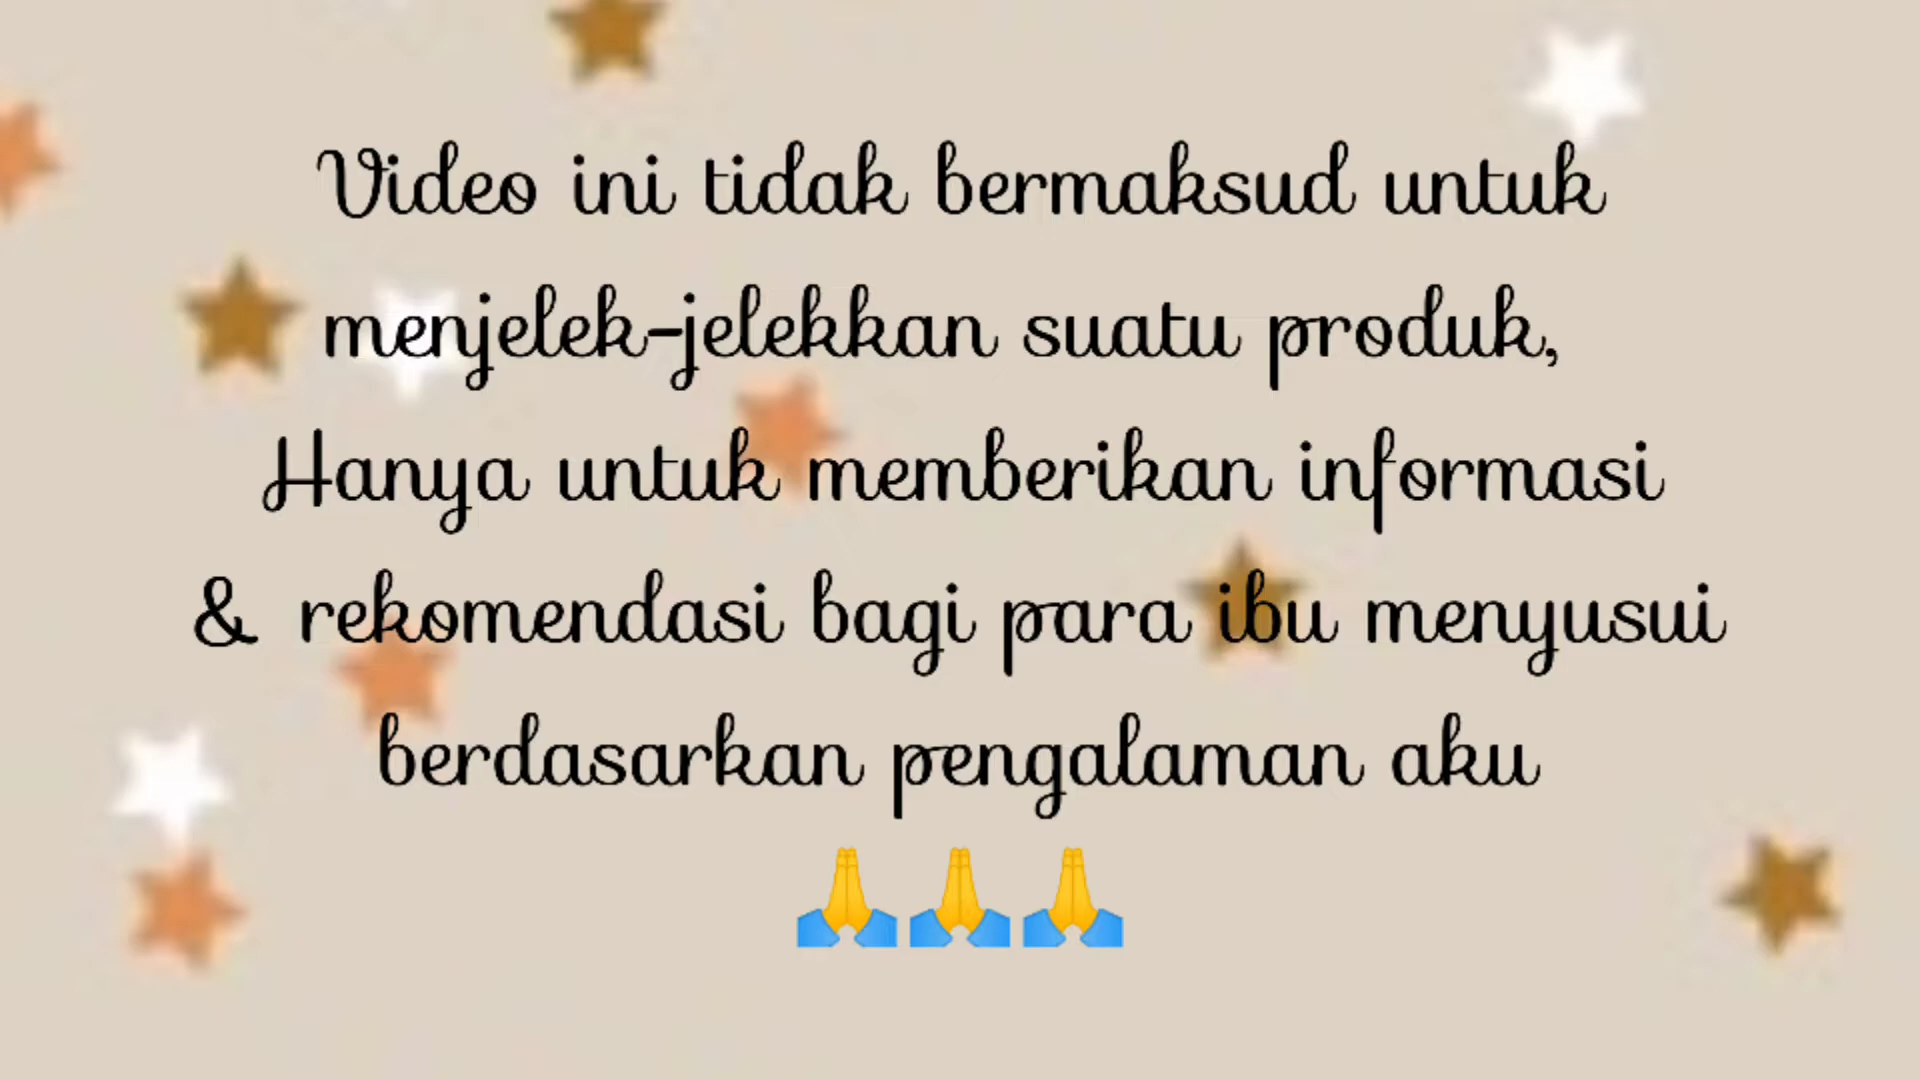 Video ini tidak bermaksud untuk
menjelek-jelekkan suatu produk,
Hanya untuk memberikan informasi
& rekomendasi bagi para ibu menyusui
berdasarkan pengalaman aku
🙏🙏🙏